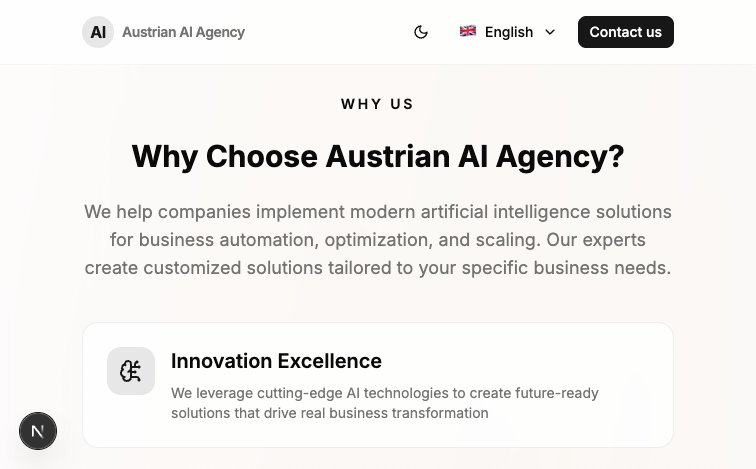 AI Austrian AI Agency English Contact us
WHY US
Why Choose Austrian AI Agency?
We help companies implement modern artificial intelligence solutions
for business automation, optimization, and scaling. Our experts
create customized solutions tailored to your specific business needs.
Innovation Excellence
We leverage cutting-edge AI technologies to create future-ready
solutions that drive real business transformation
N